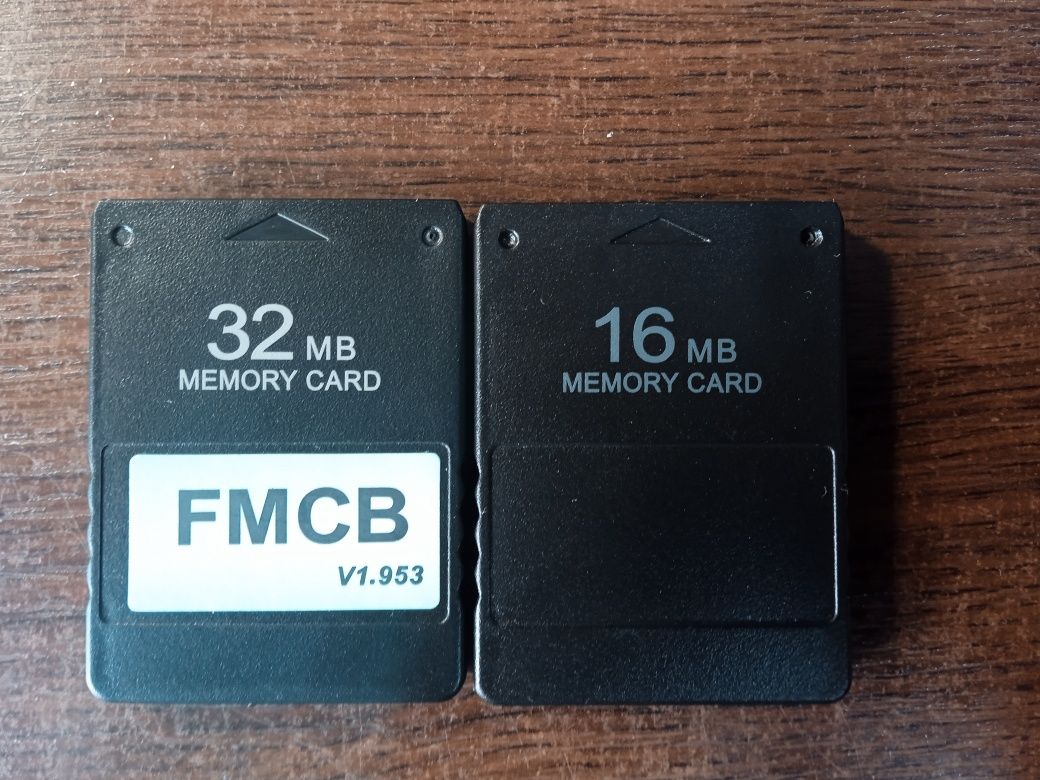 32 MB
MEMORY CARD
FMCB
V1.953
16 MB
MEMORY CARD